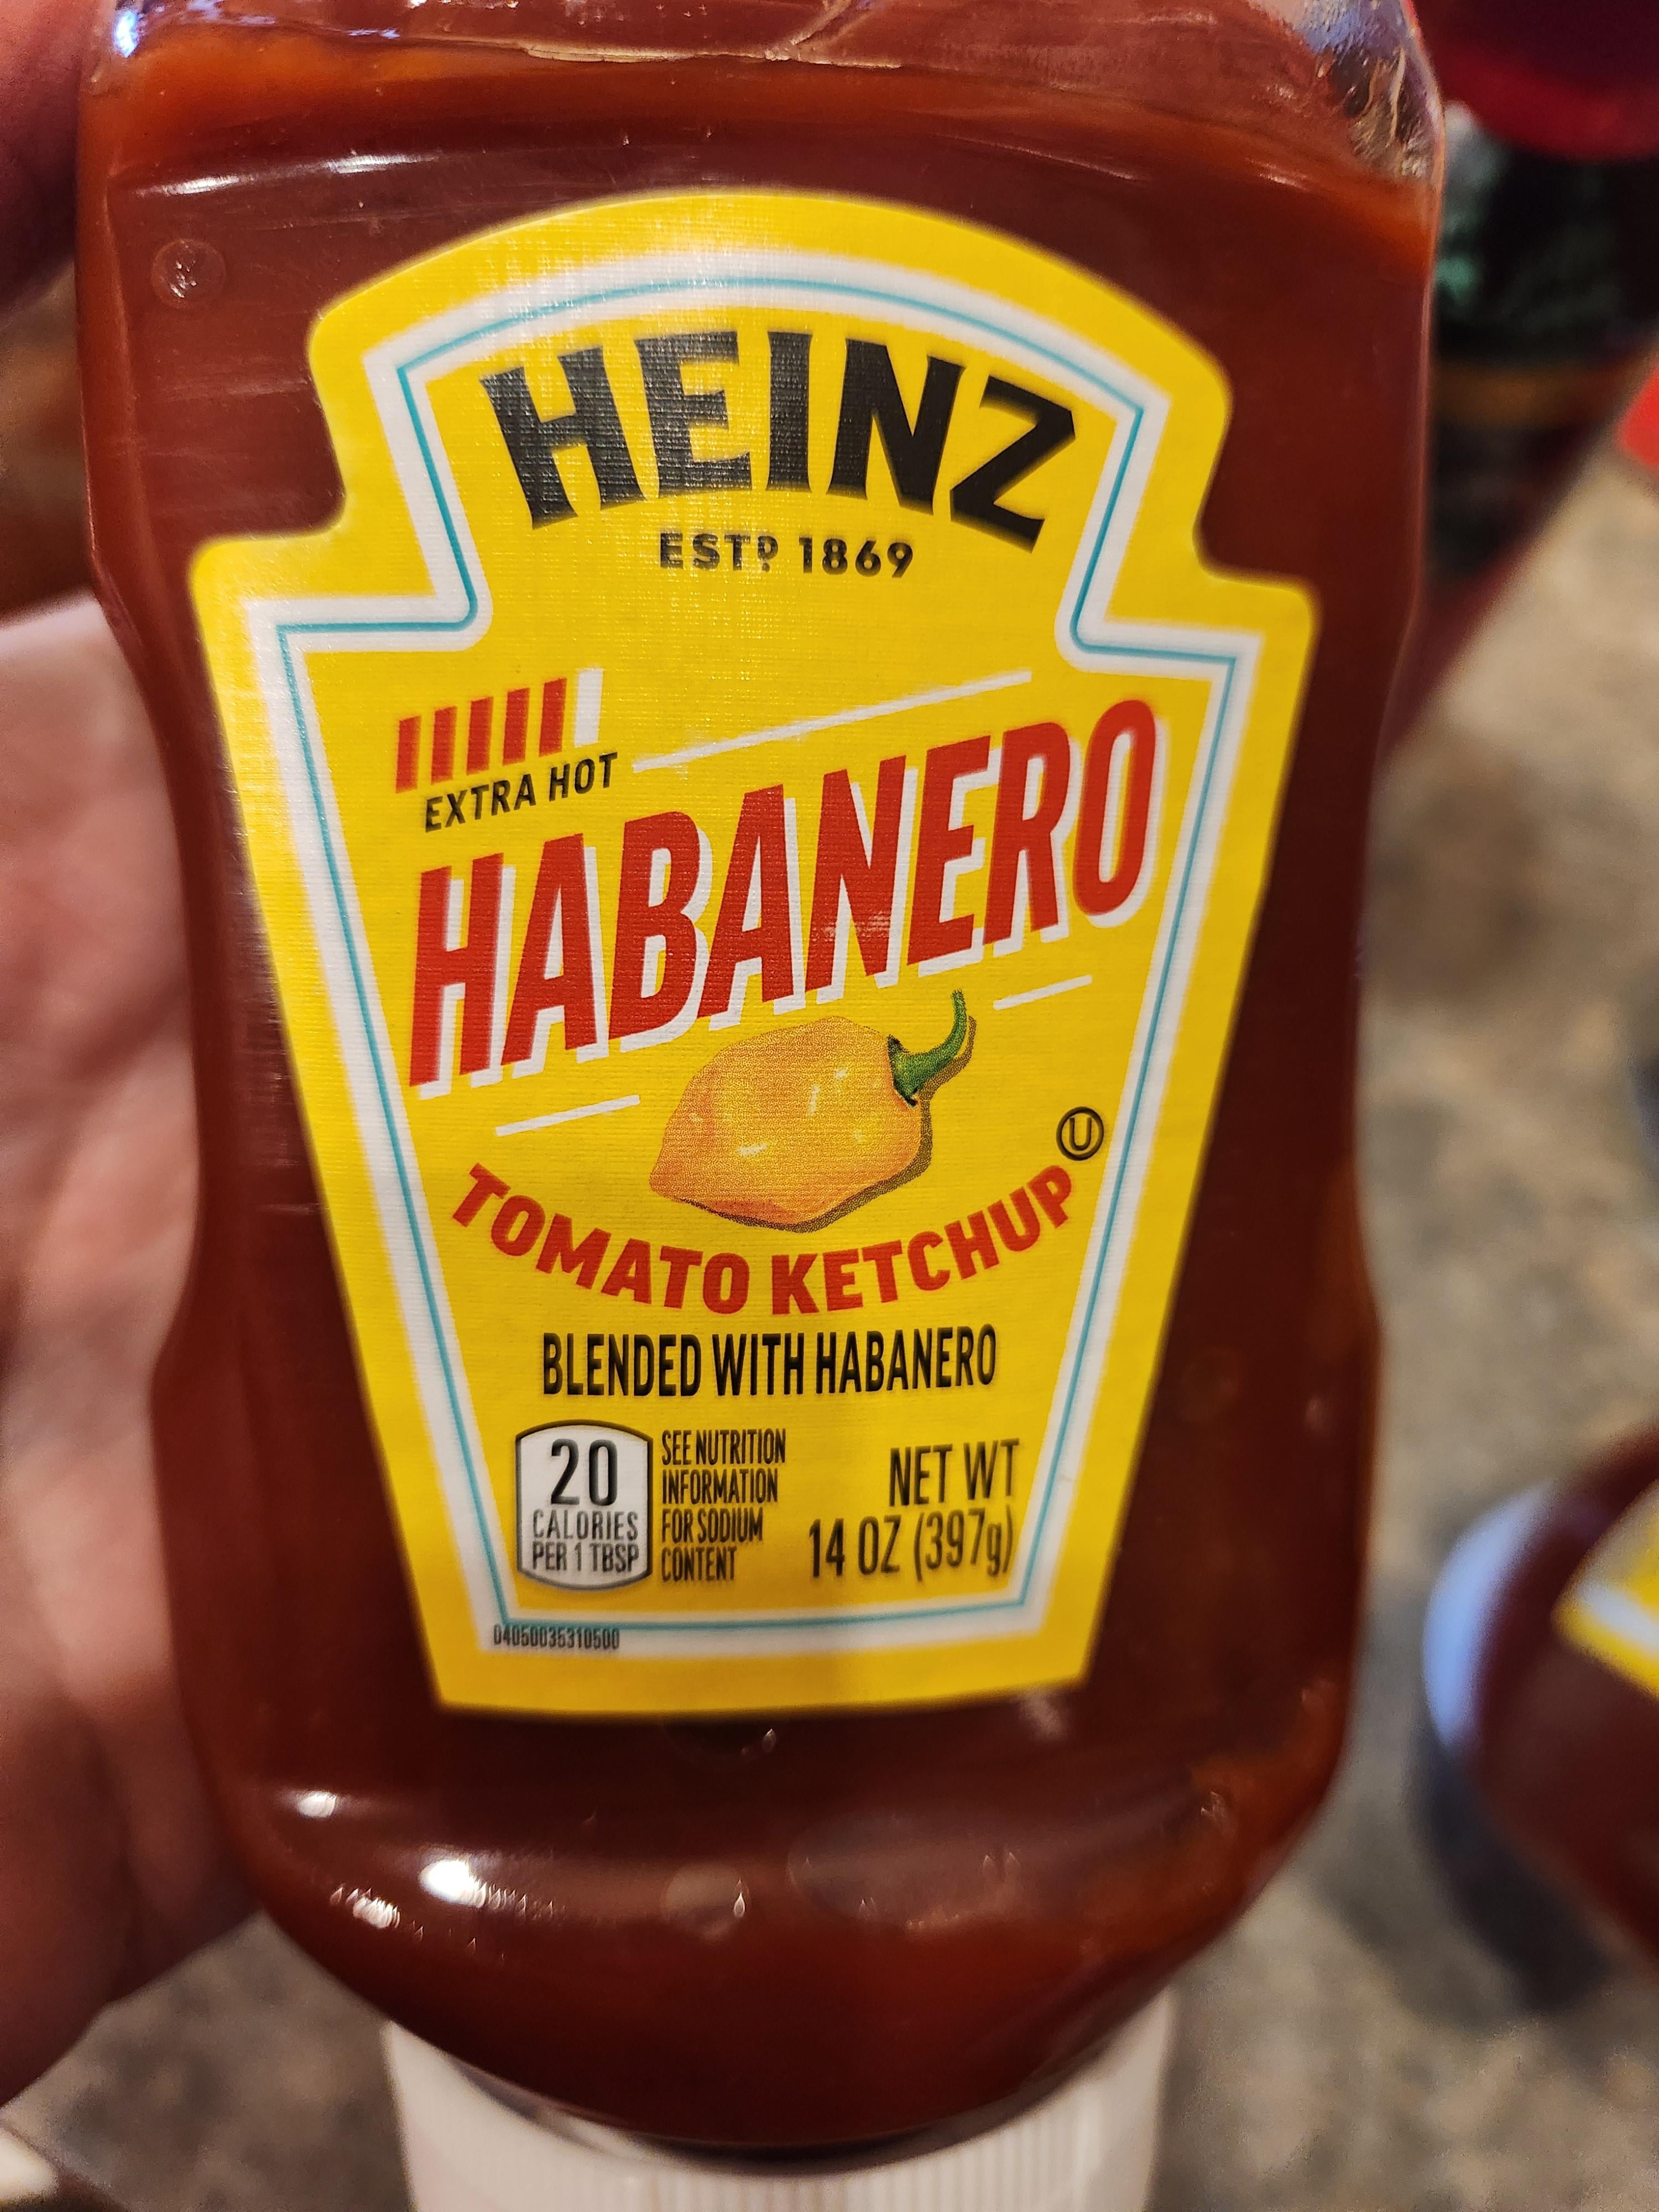 HEINZ
ESTD 1869
EXTRA HOT
HABANERO
TOMATO KETCHUP
U
BLENDED WITH HABANERO
20
CALORIES
PER 1 TBSP
SEE NUTRITION
INFORMATION
FOR SODIUM
CONTENT
NET WT
14 OZ (397g)
04050035310500